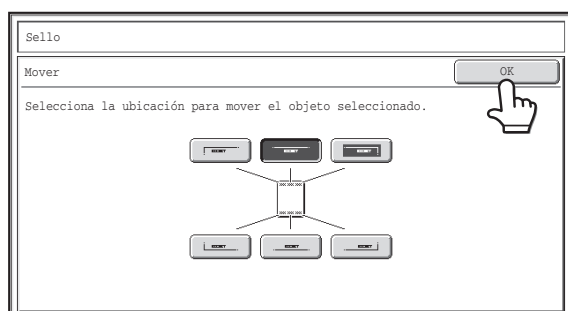 Sello
Mover
OK
Selecciona la ubicación para mover el objeto seleccionado.